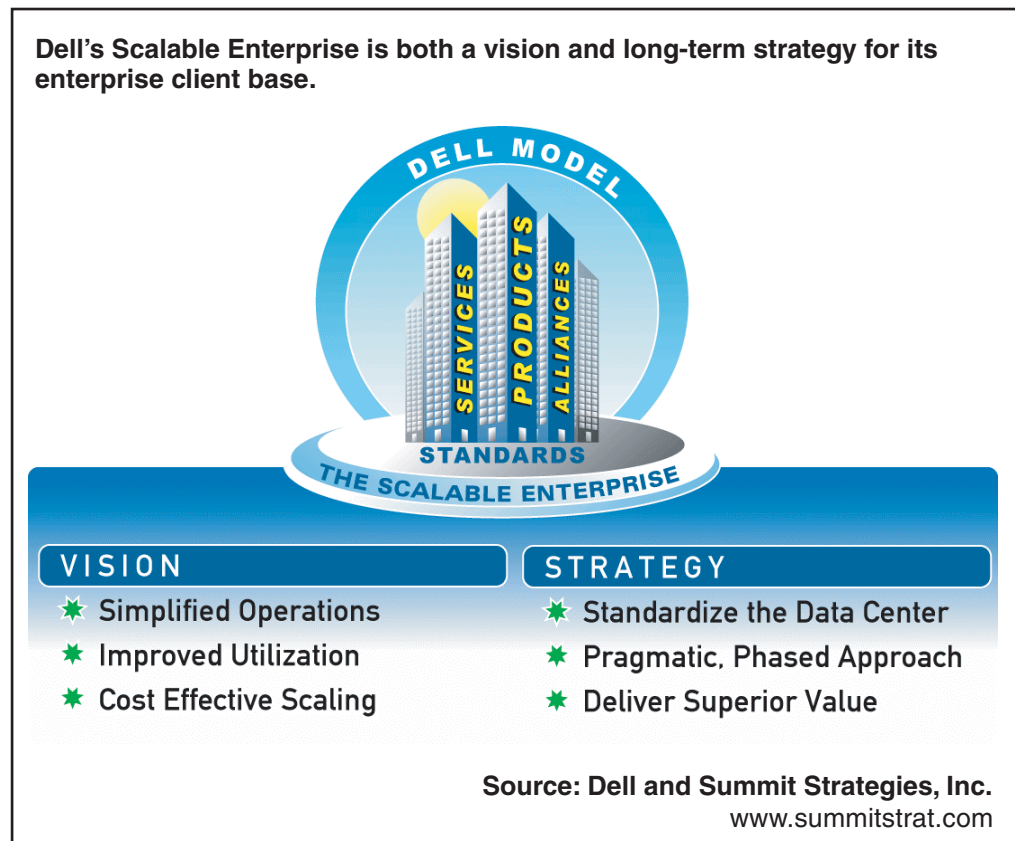 Dell’s Scalable Enterprise is both a vision and long-term strategy for its
enterprise client base.
DELL MODEL
SERVICES
PRODUCTS
ALLIANCES
STANDARDS
THE SCALABLE ENTERPRISE
VISION
Simplified Operations
Improved Utilization
Cost Effective Scaling
STRATEGY
Standardize the Data Center
Pragmatic, Phased Approach
Deliver Superior Value
Source: Dell and Summit Strategies, Inc.
www.summitstrat.com